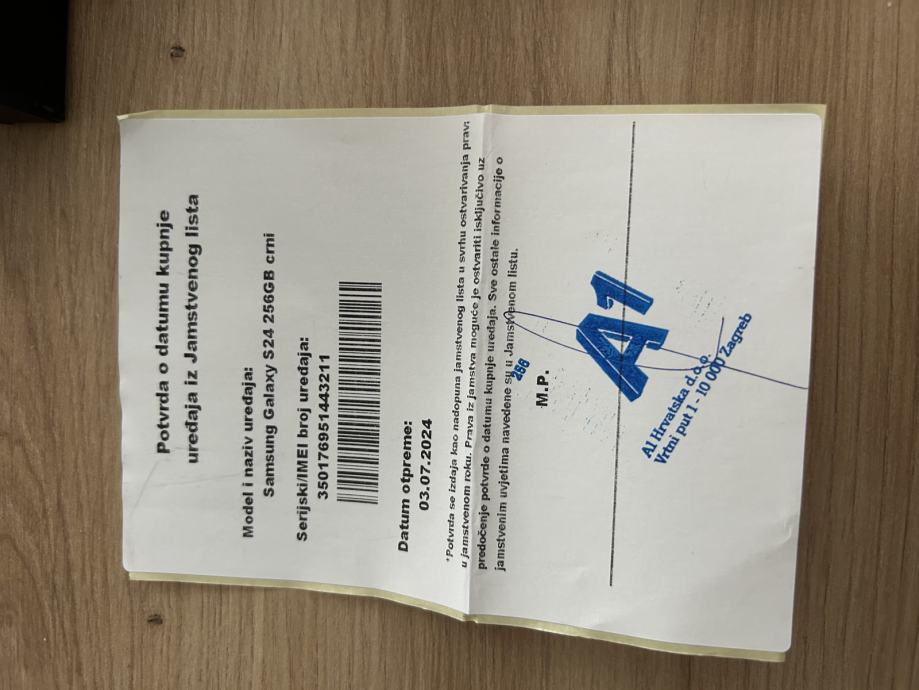 Potvrda o datumu kupnje
uređaja iz Jamstvenog lista
Model i naziv uređaja:
Samsung Galaxy S24 256GB crni
Serijski/IMEI broj uređaja:
350176951443211
Datum otpreme:
03.07.2024
*Potvrda se izdaja kao nadopuna jamstvenog lista u svrhu ostvarivanja prav
u jamstvenom roku. Prava iz jamstva moguće je ostvariti isključivo uz
predočenje potvrde o datumu kupnje uređaja. Sve ostale informacije o
jamstvenim uvjetima navedene su u Jamstvenom listu.
286
M.P.
A1
A1 Hrvatska d.o.o.
Vrtni put 1 - 10 000 Zagreb